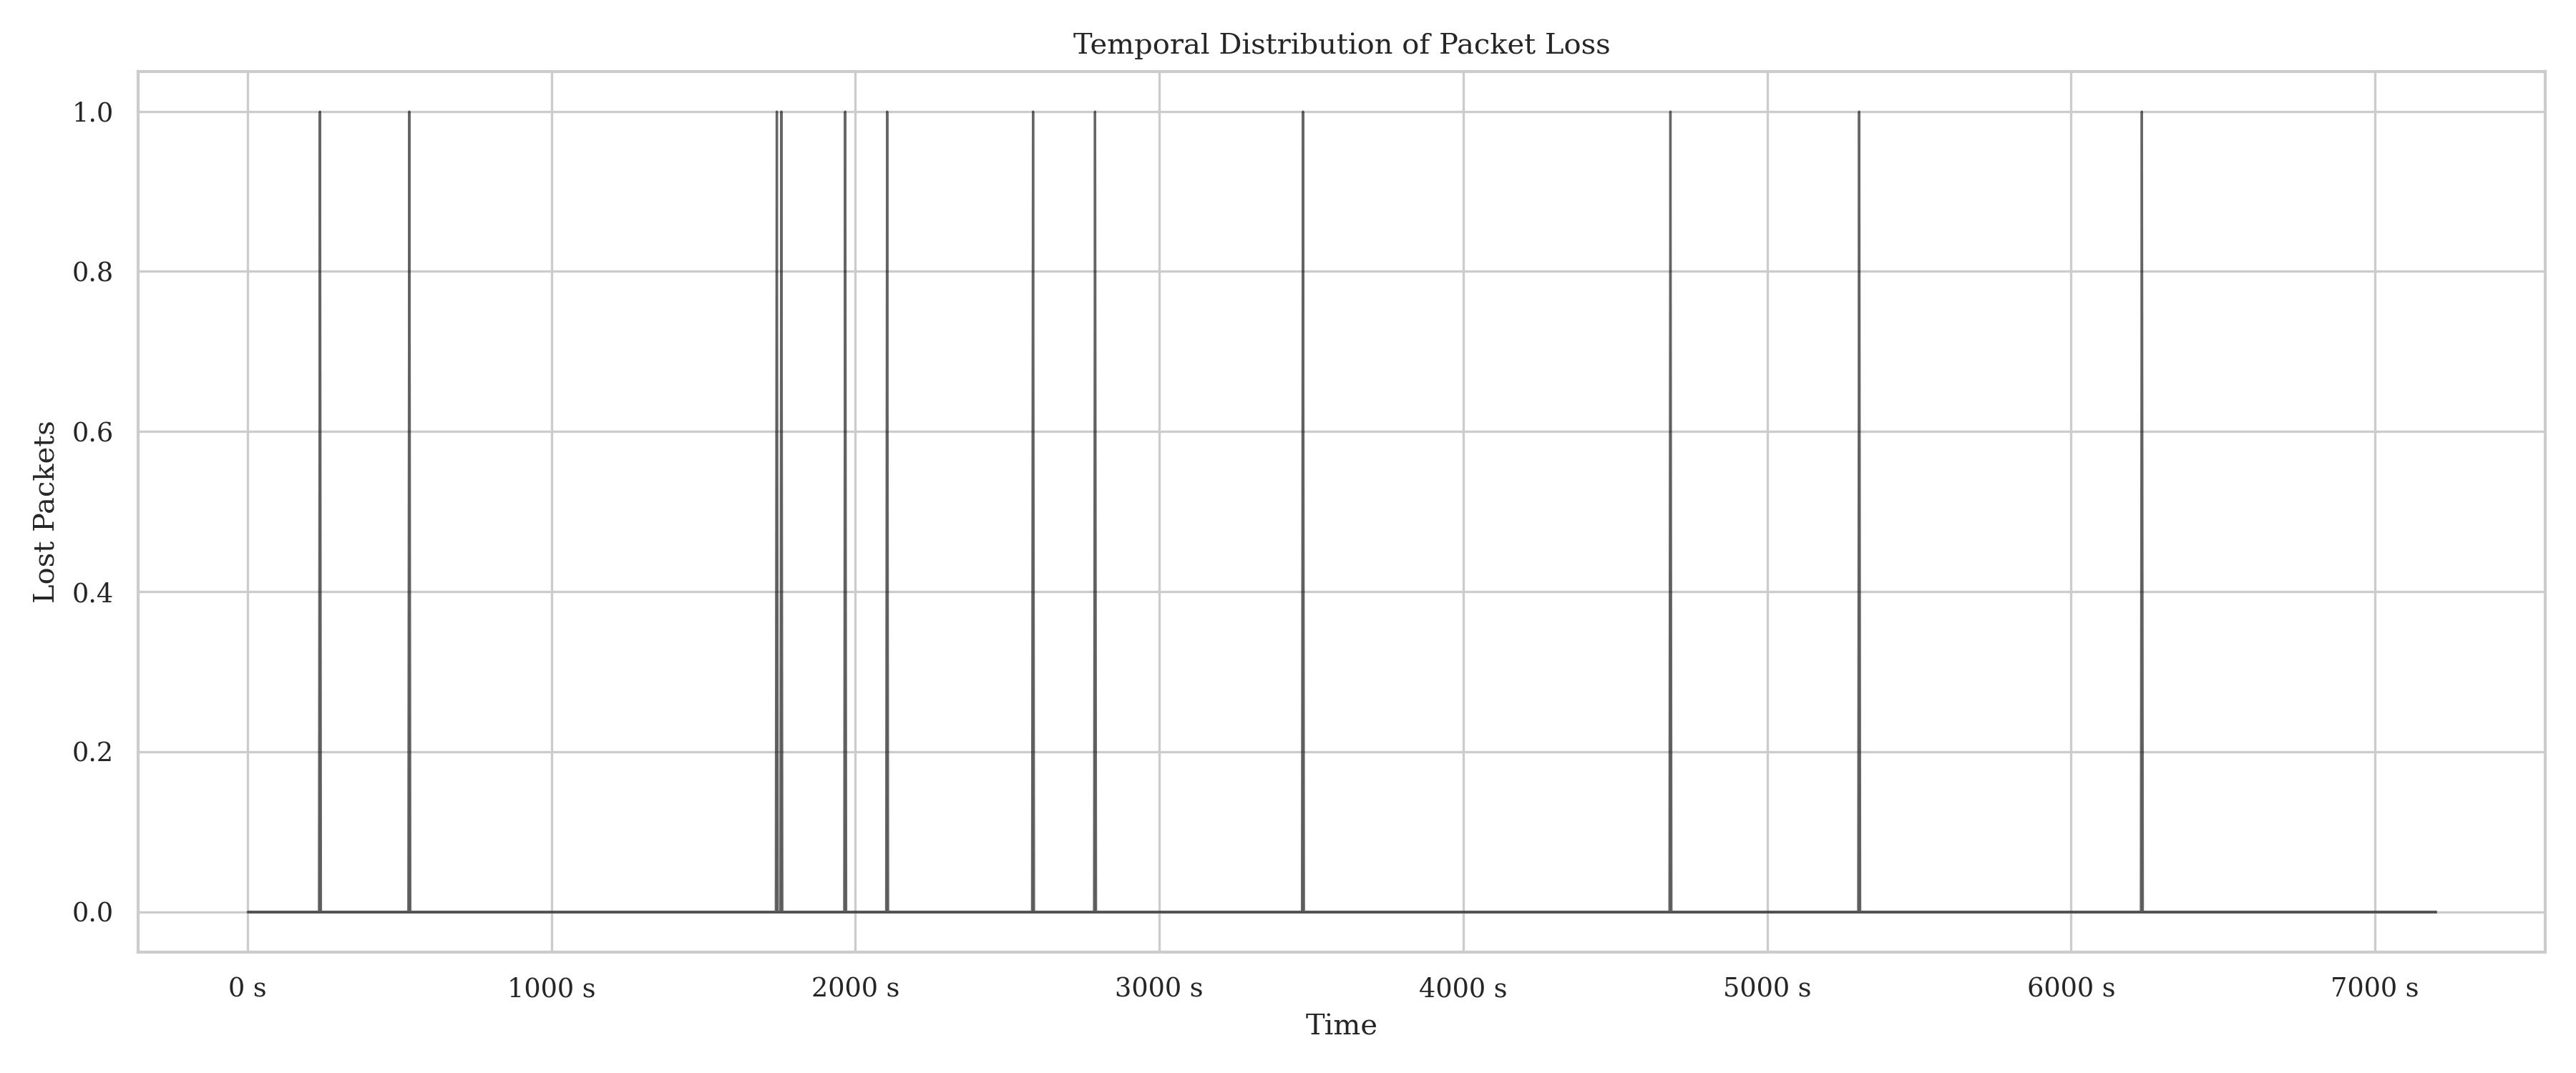 Temporal Distribution of Packet Loss
Lost Packets
1.0
0.8
0.6
0.4
0.2
0.0
0 s
1000 s
2000 s
3000 s
4000 s
5000 s
6000 s
7000 s
Time